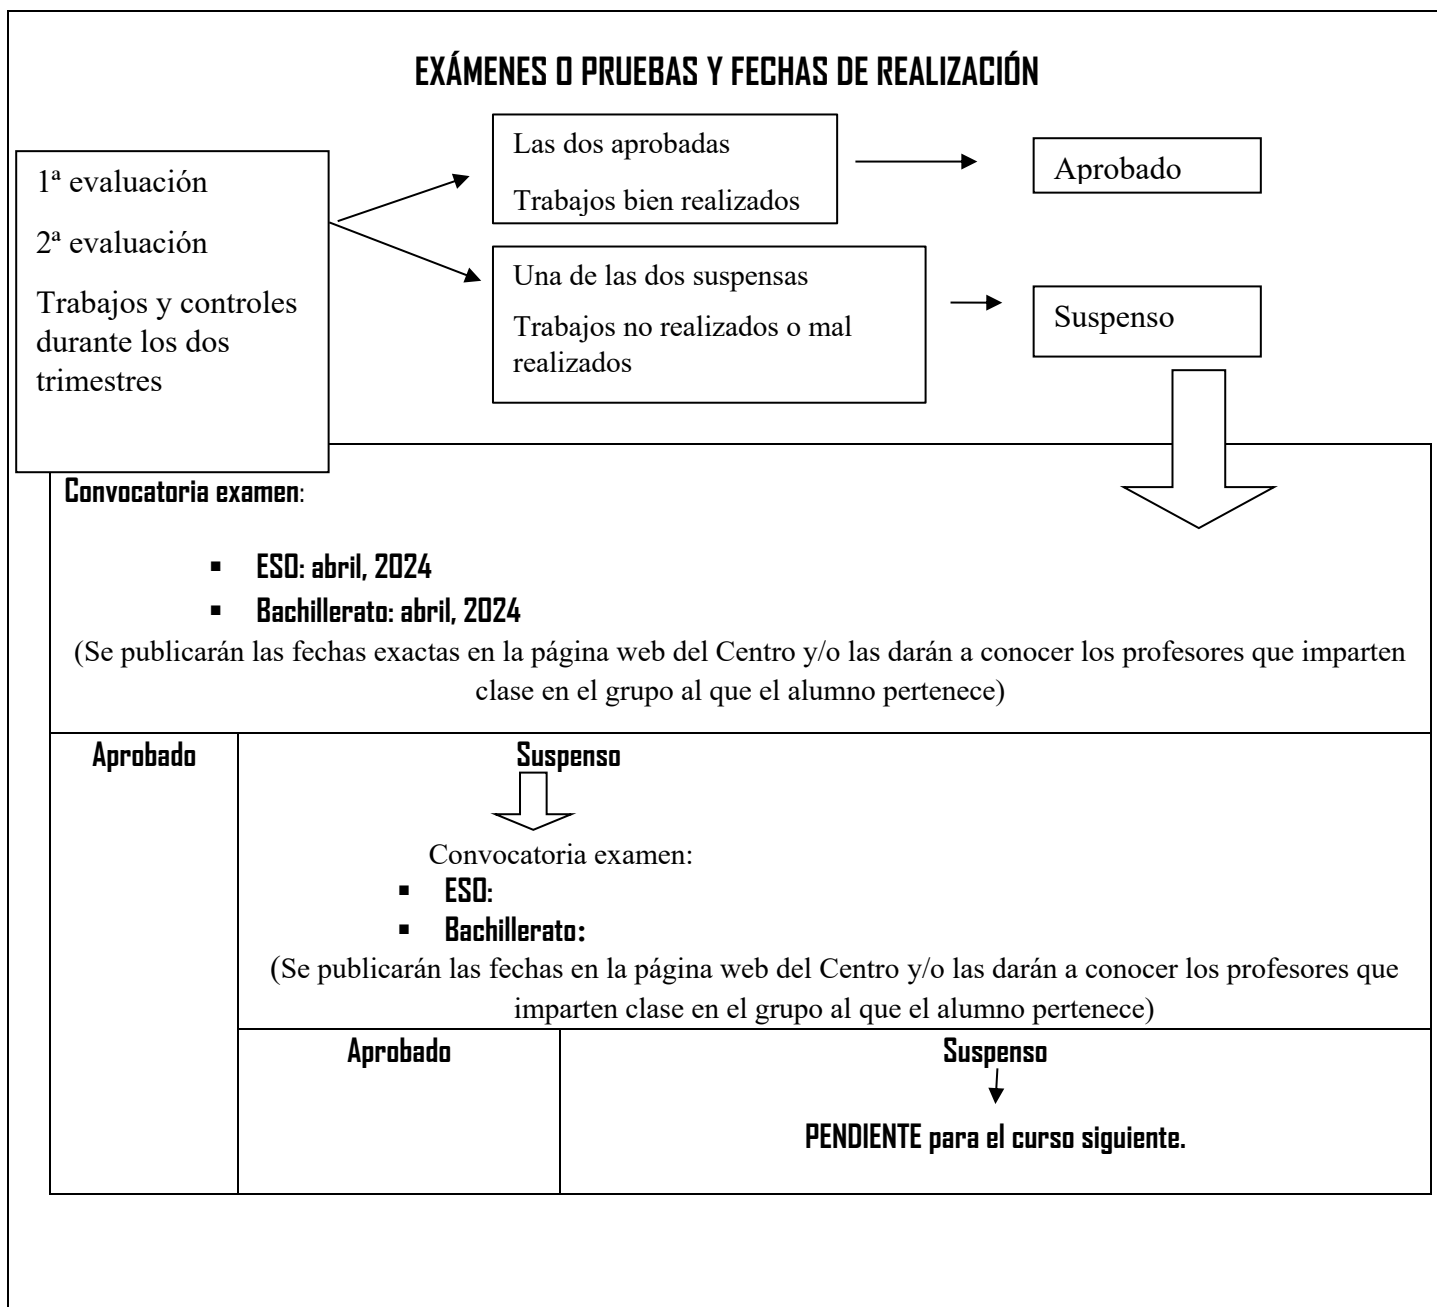 EXÁMENES O PRUEBAS Y FECHAS DE REALIZACIÓN
1ª evaluación
2ª evaluación
Trabajos y controles
durante los dos
trimestres
Las dos aprobadas
Trabajos bien realizados
Aprobado
Una de las dos suspensas
Trabajos no realizados o mal
realizados
Suspenso
Convocatoria examen:
▪ ESO: abril, 2024
▪ Bachillerato: abril, 2024
(Se publicarán las fechas exactas en la página web del Centro y/o las darán a conocer los profesores que imparten
clase en el grupo al que el alumno pertenece)
Aprobado
Suspenso
Convocatoria examen:
▪ ESO:
▪ Bachillerato:
(Se publicarán las fechas en la página web del Centro y/o las darán a conocer los profesores que
imparten clase en el grupo al que el alumno pertenece)
Aprobado
Suspenso
PENDIENTE para el curso siguiente.